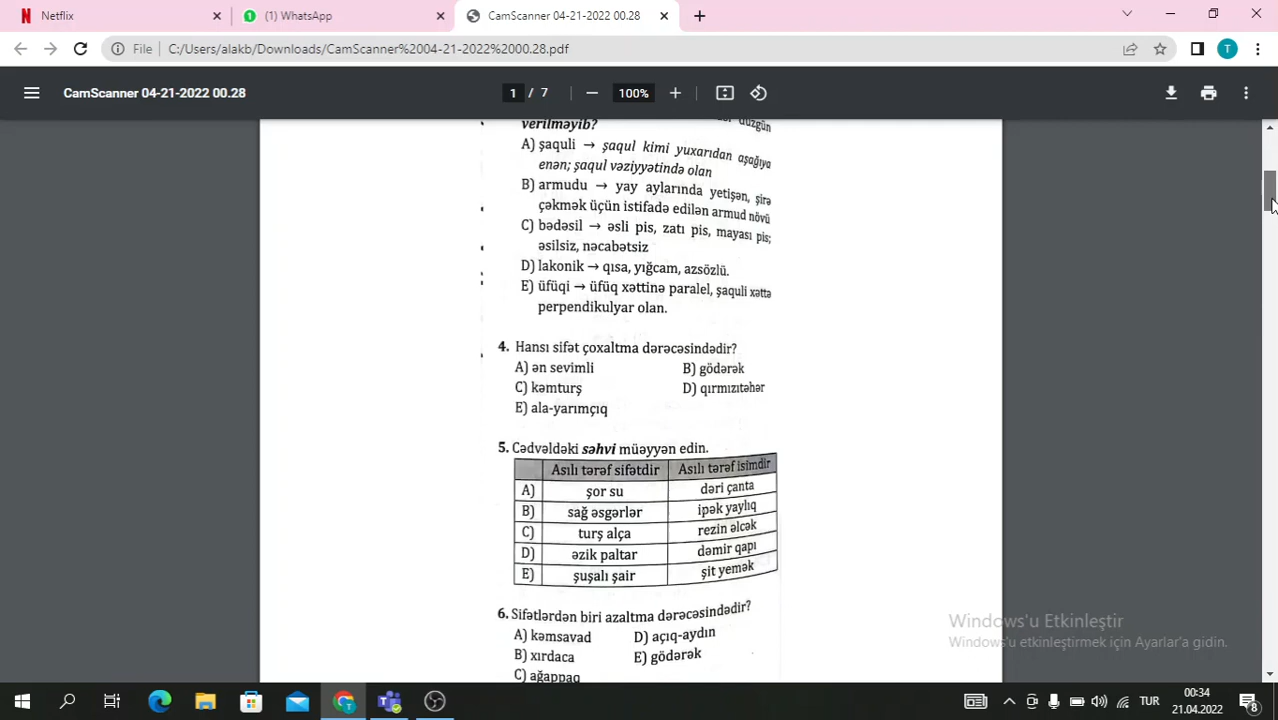 Netflix
(1) WhatsApp
CamScanner 04-21-2022 00.28
File C:/Users/alakb/Downloads/CamScanner%2004-21-2022%2000.28.pdf
T
CamScanner 04-21-2022 00.28
1 / 7
100%
düzgün
verilməyib?
A) şaquli → şaqul kimi yuxarıdan aşağıya
enən; şaqul vəziyyətində olan
B) armudu → yay aylarında yetişən, şirə
çəkmək üçün istifadə edilən armud növü
C) bədəsil → əsli pis, zatı pis, mayası pis;
əsilsiz, nəcabətsiz
D) lakonik → qısa, yığcam, azsözlü.
E) üfüqi → üfüq xəttinə paralel, şaquli xəttə
perpendikulyar olan.
4. Hansı sifət çoxaltma dərəcəsindədir?
A) ən sevimli B) gödərək
C) kəmturş D) qırmızıtəhər
E) ala-yarımçıq
5. Cədvəldəki səhvi müəyyən edin.
Asılı tərəf sifətdir Asılı tərəf isimdir
A) şor su dəri çanta
B) sağ əsgərlər ipək yaylıq
C) turş alça rezin əlcək
D) əzik paltar dəmir qapı
E) şuşalı şair şit yemək
6. Sifətlərdən biri azaltma dərəcəsindədir?
A) kəmsavad D) açıq-aydın
B) xırdaca E) gödərək
C) ağappaq
Windows'u Etkinleştir
Windows'u etkinleştirmek için Ayarlar'a gidin.
TUR
00:34
21.04.2022
8